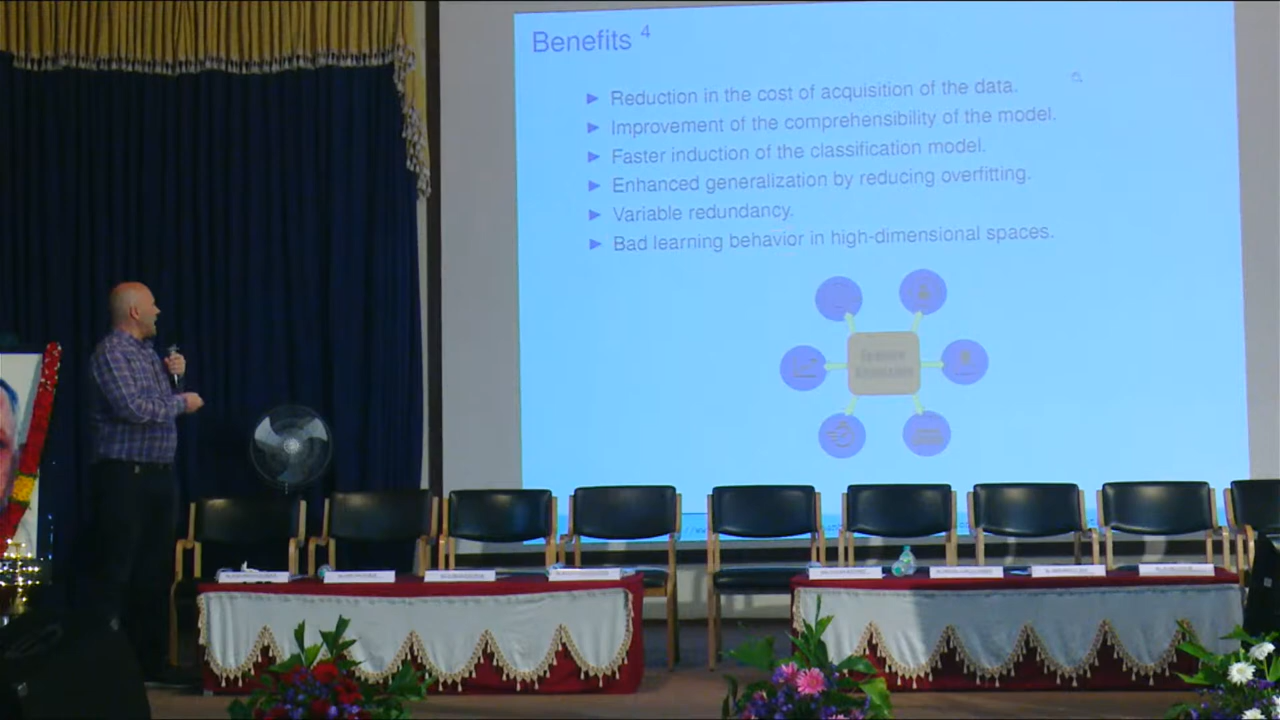 Benefits 4
▶ Reduction in the cost of acquisition of the data.
▶ Improvement of the comprehensibility of the model.
▶ Faster induction of the classification model.
▶ Enhanced generalization by reducing overfitting.
▶ Variable redundancy.
▶ Bad learning behavior in high-dimensional spaces.